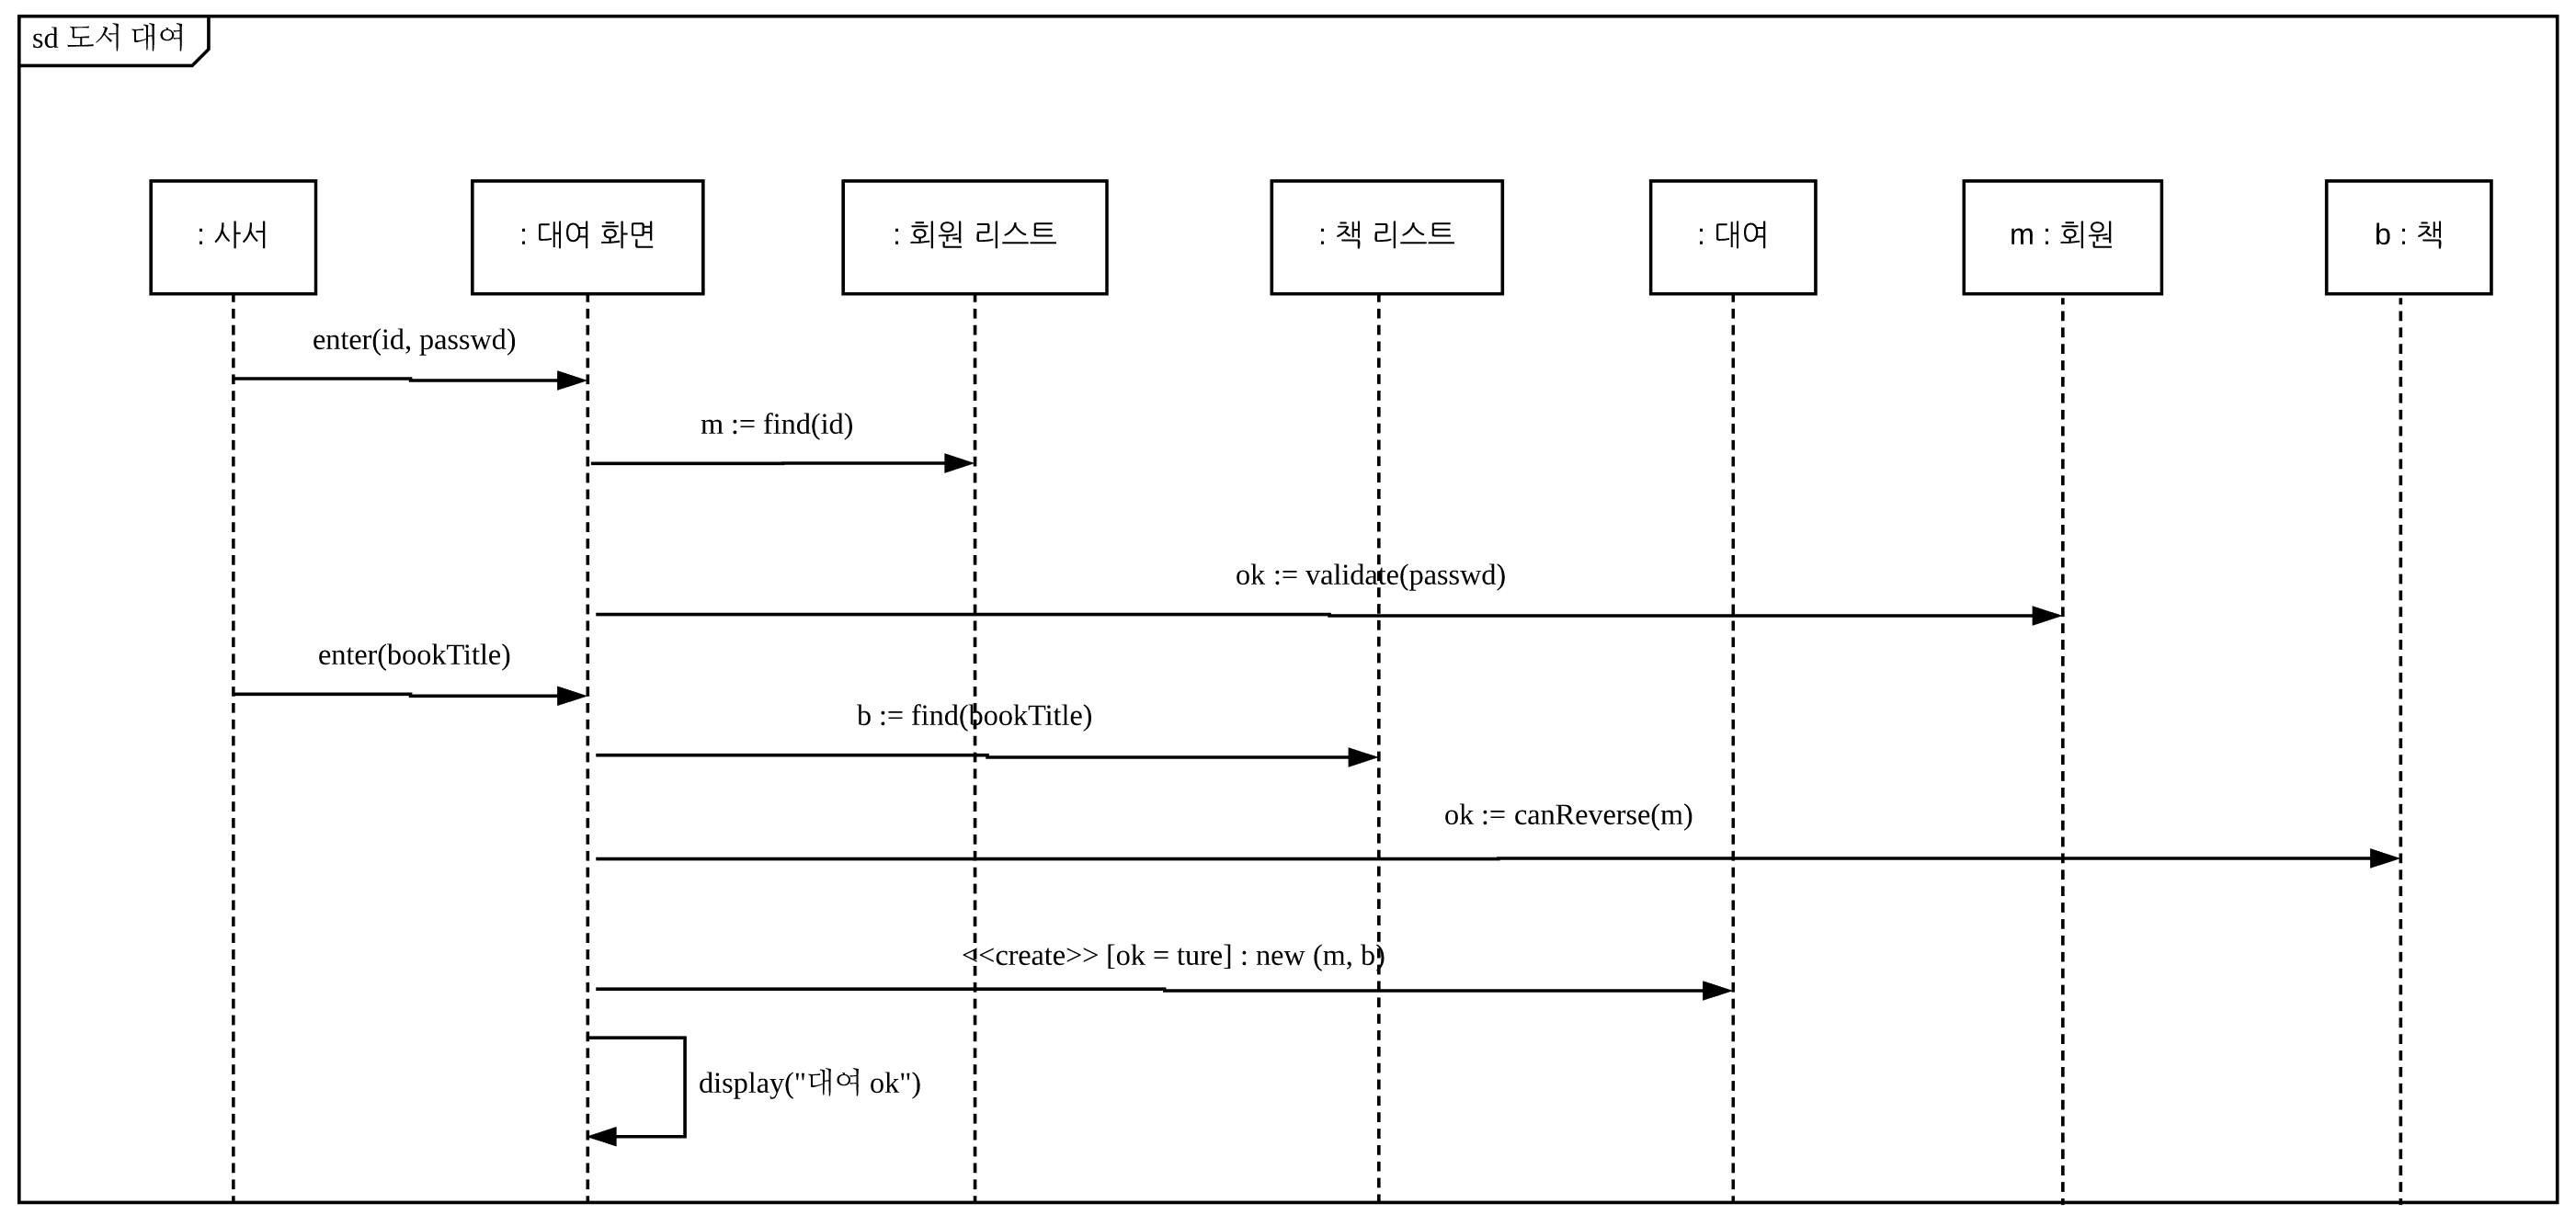 sd 도서 대여
: 사서
: 대여 화면
: 회원 리스트
: 책 리스트
: 대여
m : 회원
b : 책
enter(id, passwd)
m := find(id)
ok := validate(passwd)
enter(bookTitle)
b := find(bookTitle)
ok := canReverse(m)
<<create>> [ok = ture] : new (m, b)
display("대여 ok")